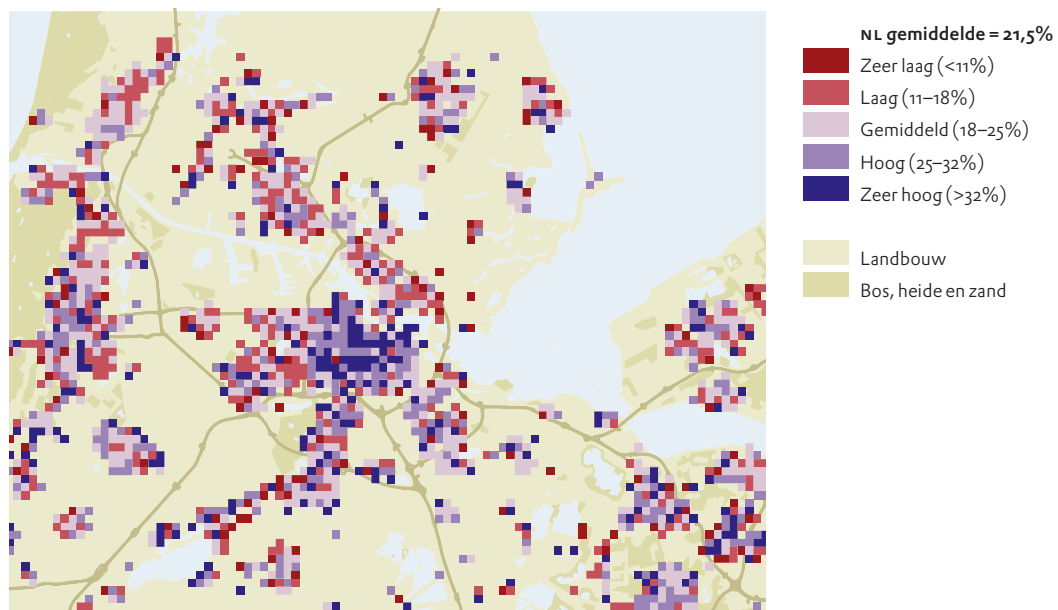 NL gemiddelde = 21,5%
Zeer laag (<11%)
Laag (11–18%)
Gemiddeld (18–25%)
Hoog (25–32%)
Zeer hoog (>32%)
Landbouw
Bos, heide en zand